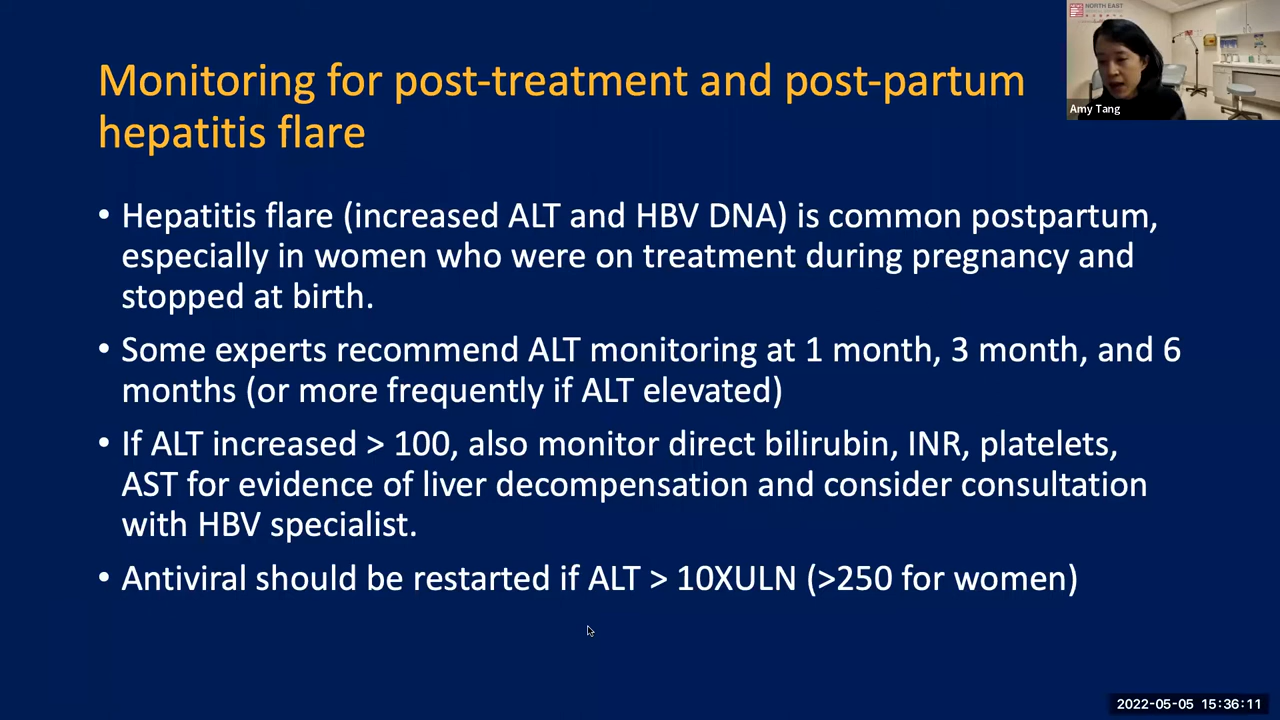 Monitoring for post-treatment and post-partum
hepatitis flare
NORTH EAST
Amy Tang
• Hepatitis flare (increased ALT and HBV DNA) is common postpartum,
especially in women who were on treatment during pregnancy and
stopped at birth.
• Some experts recommend ALT monitoring at 1 month, 3 month, and 6
months (or more frequently if ALT elevated)
• If ALT increased > 100, also monitor direct bilirubin, INR, platelets,
AST for evidence of liver decompensation and consider consultation
with HBV specialist.
• Antiviral should be restarted if ALT > 10XULN (>250 for women)
2022-05-05 15:36:11